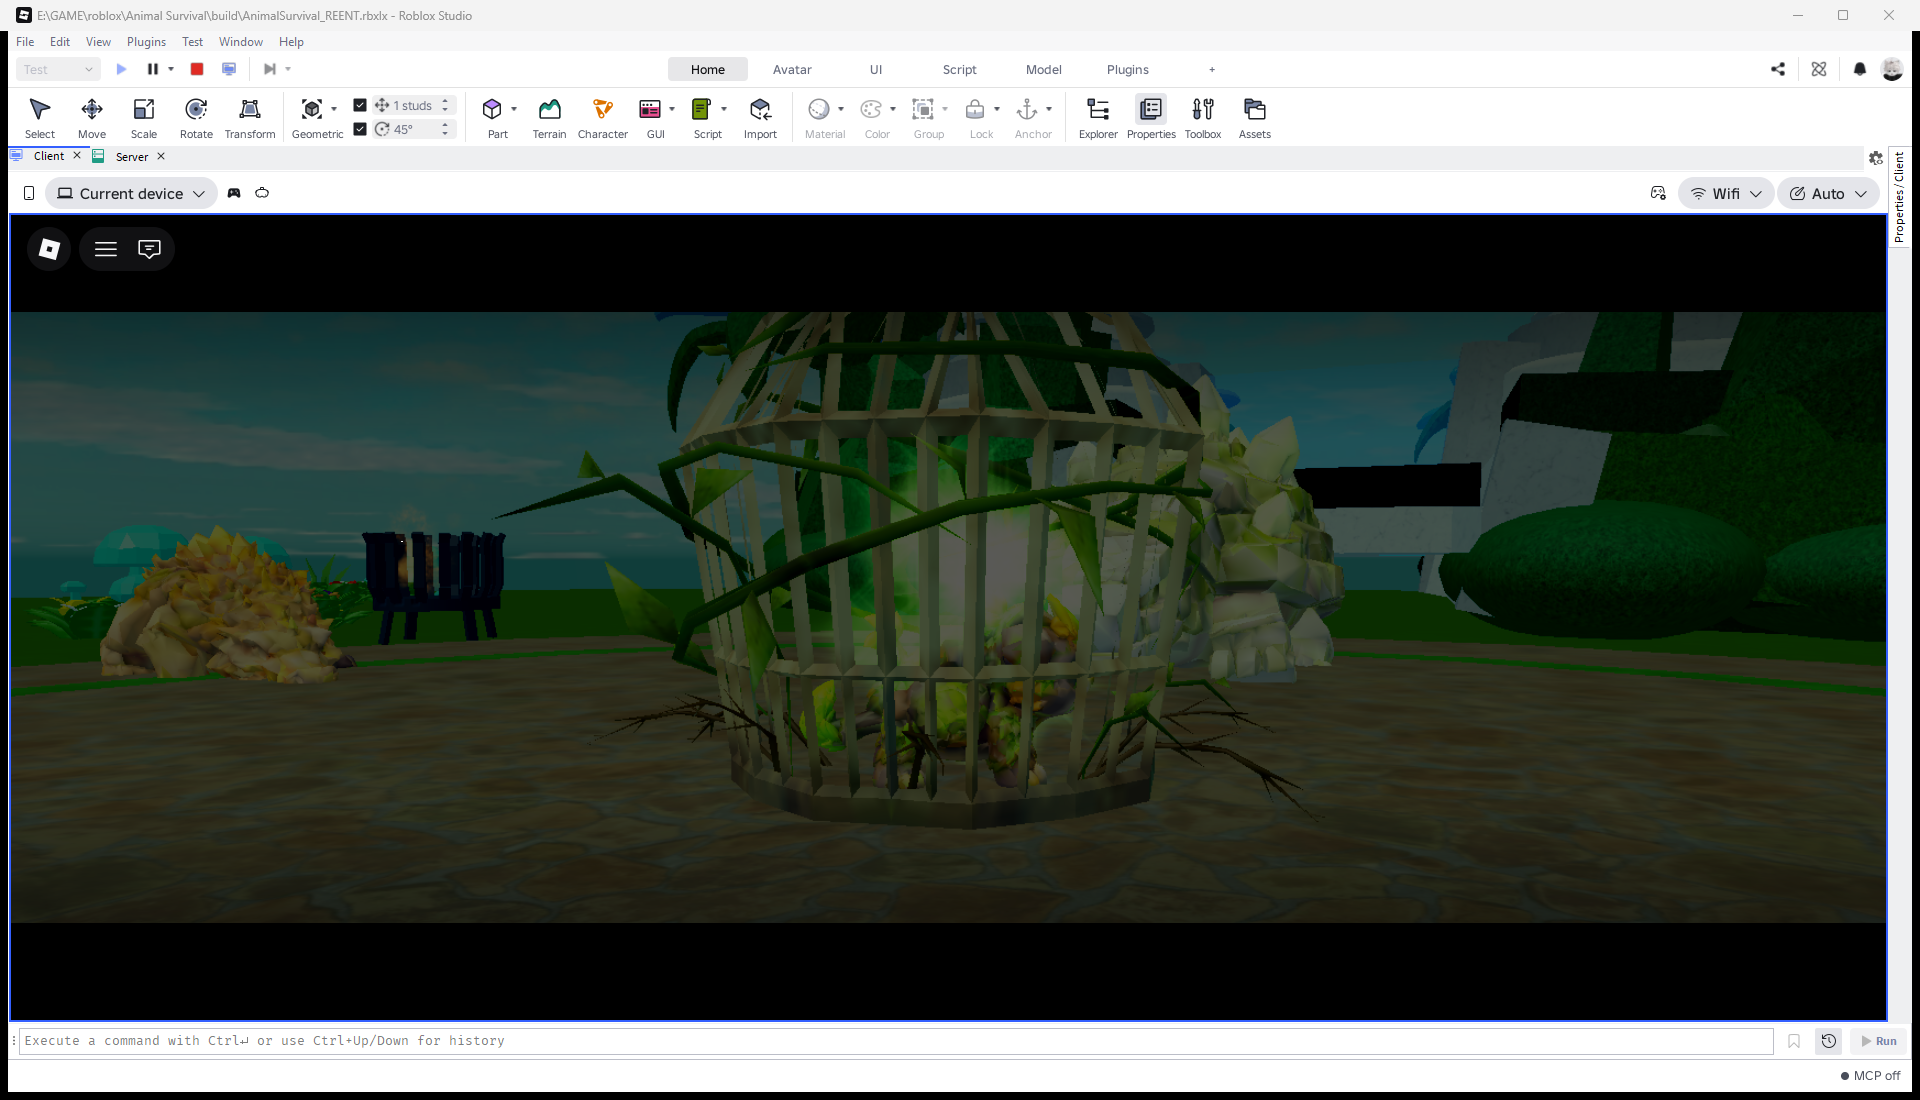 E:\GAME\roblox\Animal Survival\build\AnimalSurvival_REENT.rbxlx - Roblox Studio
File Edit View Plugins Test Window Help
Test Home Avatar UI Script Model Plugins +
1 studs
45°
Select Move Scale Rotate Transform Geometric Part Terrain Character GUI Script Import Material Color Group Lock Anchor Explorer Properties Toolbox Assets
Client Server
Properties / Client
Current device Wifi Auto
Execute a command with Ctrl↵ or use Ctrl+Up/Down for history Run
MCP off